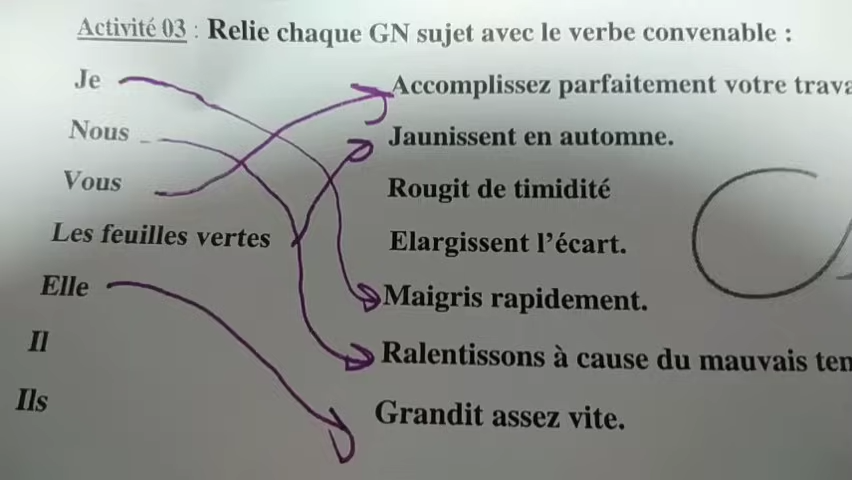 Activité 03 : Relie chaque GN sujet avec le verbe convenable :
Je Accomplissez parfaitement votre
Nous Jaunissent en automne.
Vous Rougit de timidité
Les feuilles vertes Elargissent l'écart.
Elle Maigris rapidement.
Il Ralentissons à cause du mauvais
Ils Grandit assez vite.